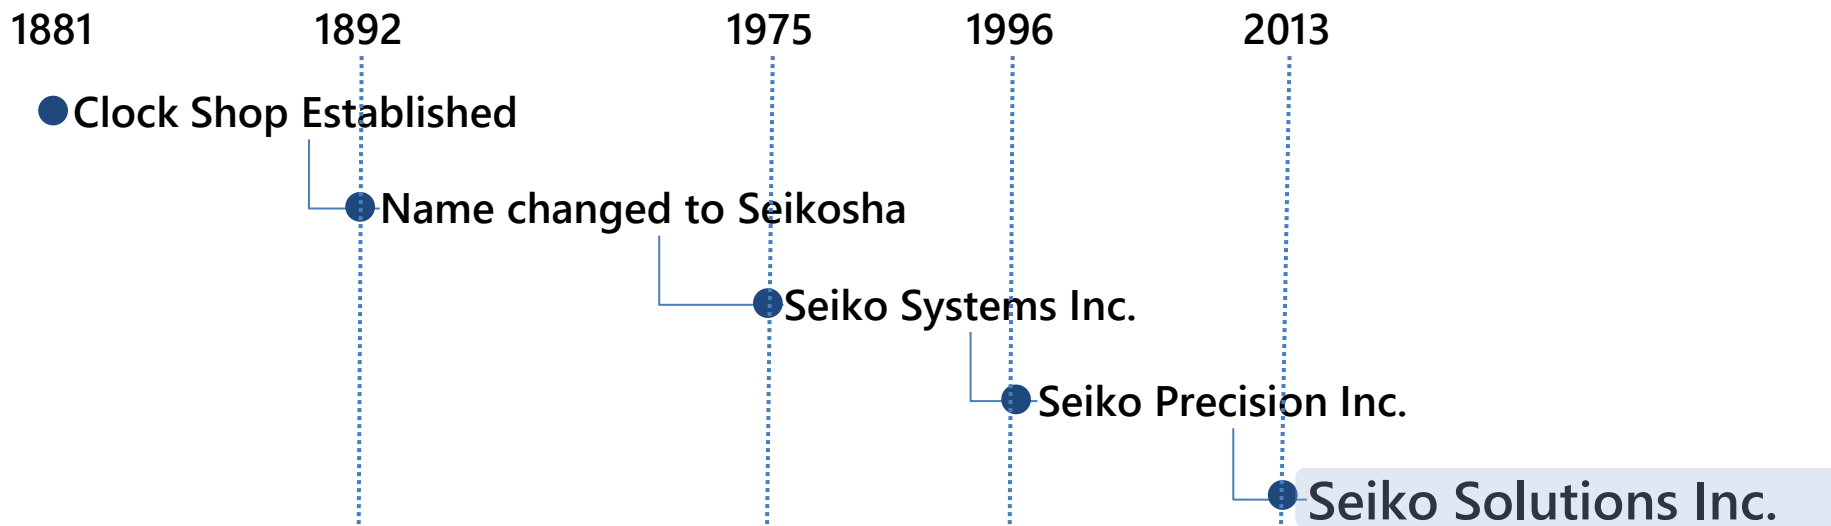 1881 1892 1975 1996 2013
Clock Shop Established
Name changed to Seikosha
Seiko Systems Inc.
Seiko Precision Inc.
Seiko Solutions Inc.